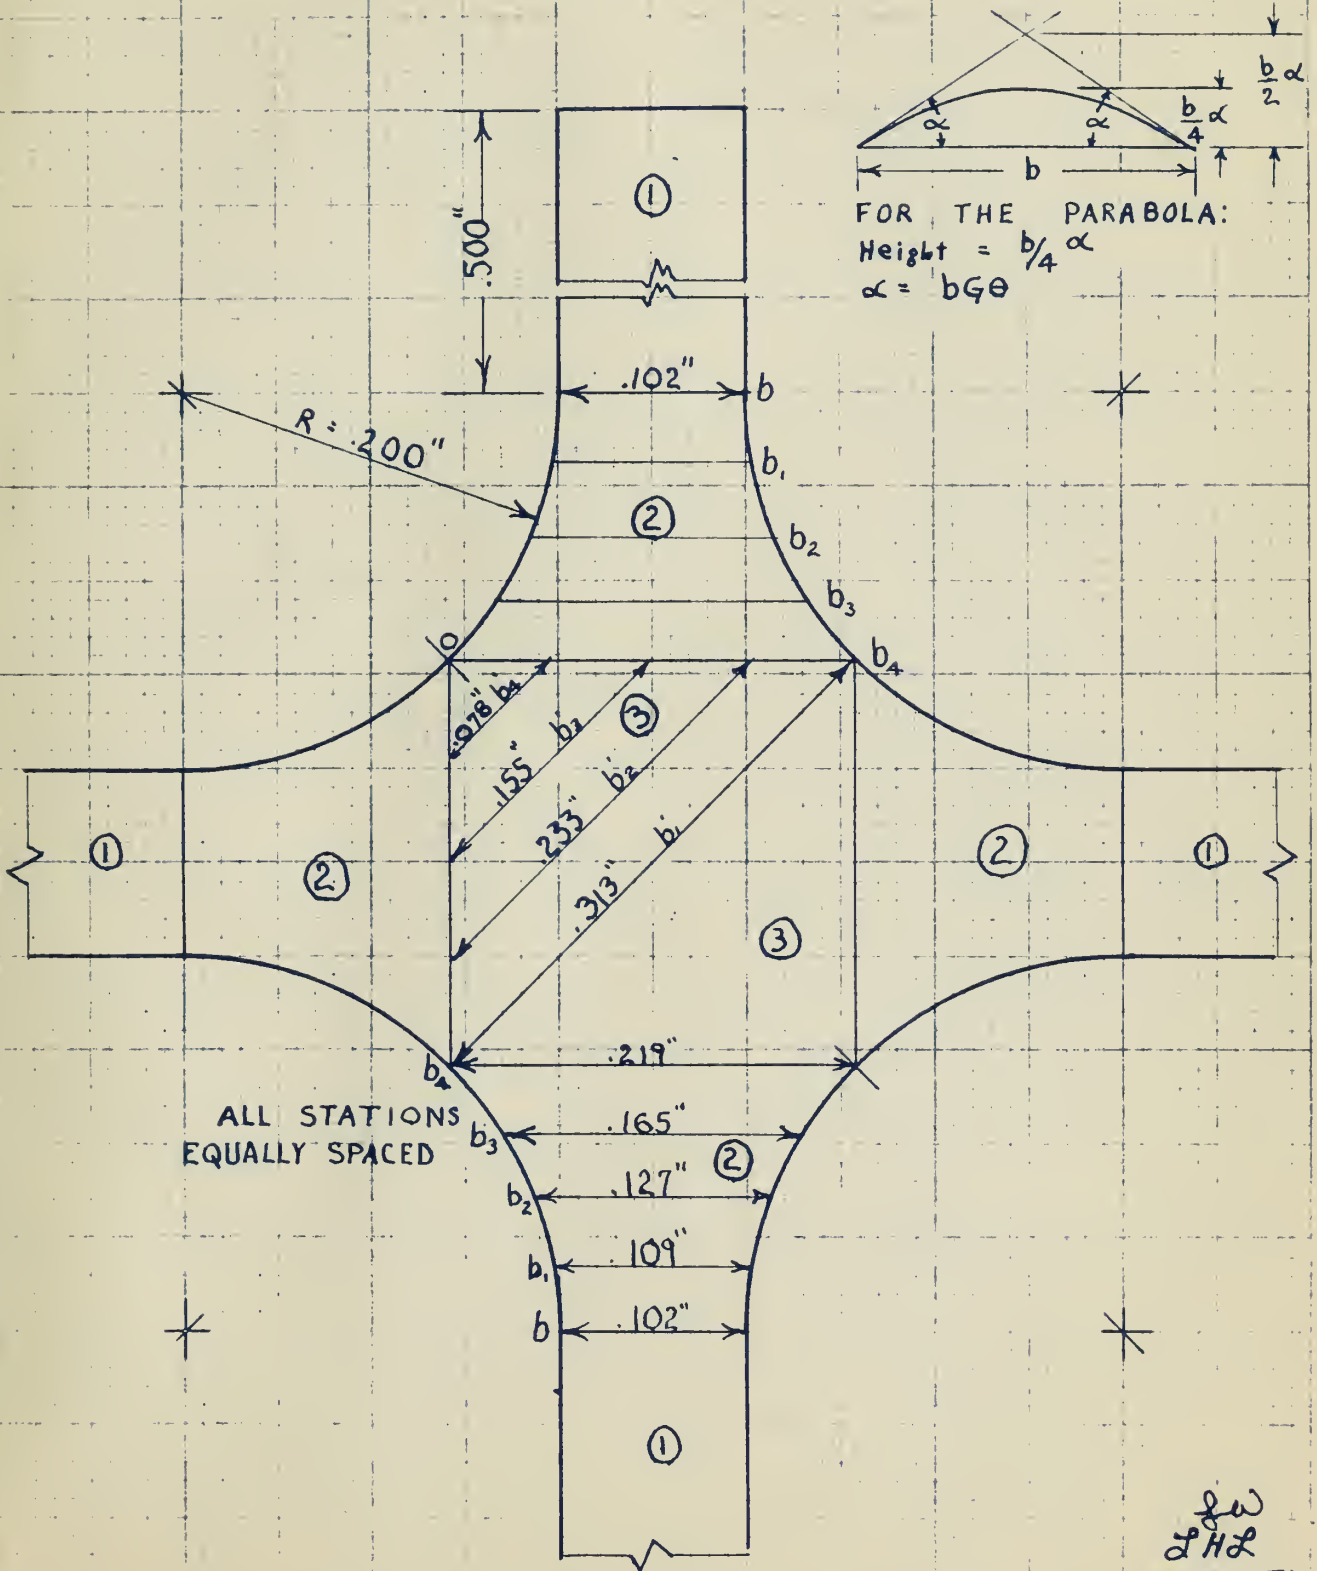 b/2 α
b/4 α
α α
b
FOR THE PARABOLA:
Height = b/4 α
α = bGθ
①
.500"
.102" b
R = .200"
b₁
②
b₂
b₃
O
b₄
.078" b₄'
③
.155" b₃'
.233" b₂'
.313" b₁'
①
②
②
①
③
.219"
b₄
ALL STATIONS
EQUALLY SPACED
b₃ .165"
②
b₂ .127"
b₁ .109"
b .102"
①
LHL